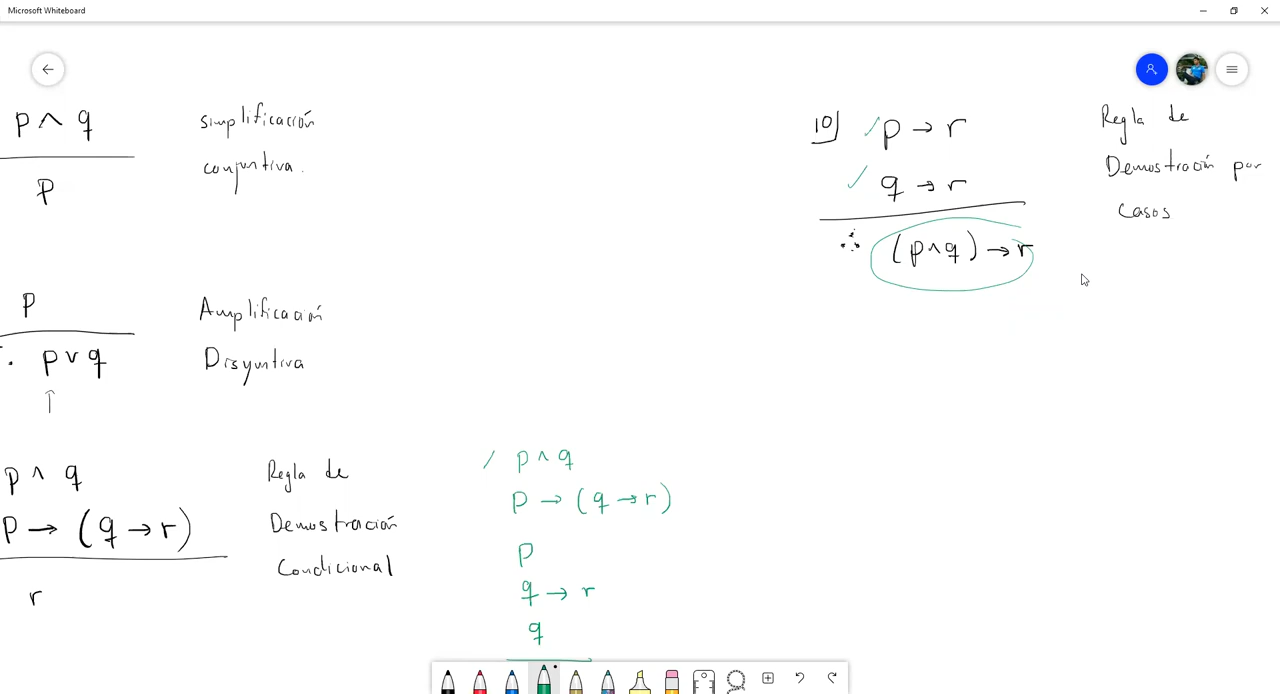 Microsoft Whiteboard
p ∧ q
simplificación
conjuntiva.
p
p
Amplificación
∴ p ∨ q
Disyuntiva
p ∧ q
p → (q → r)
r
Regla de
Demostración
Condicional
p ∧ q
p → (q → r)
p
q → r
q
10) p → r
q → r
∴ (p ∧ q) → r
Regla de
Demostración por
Casos